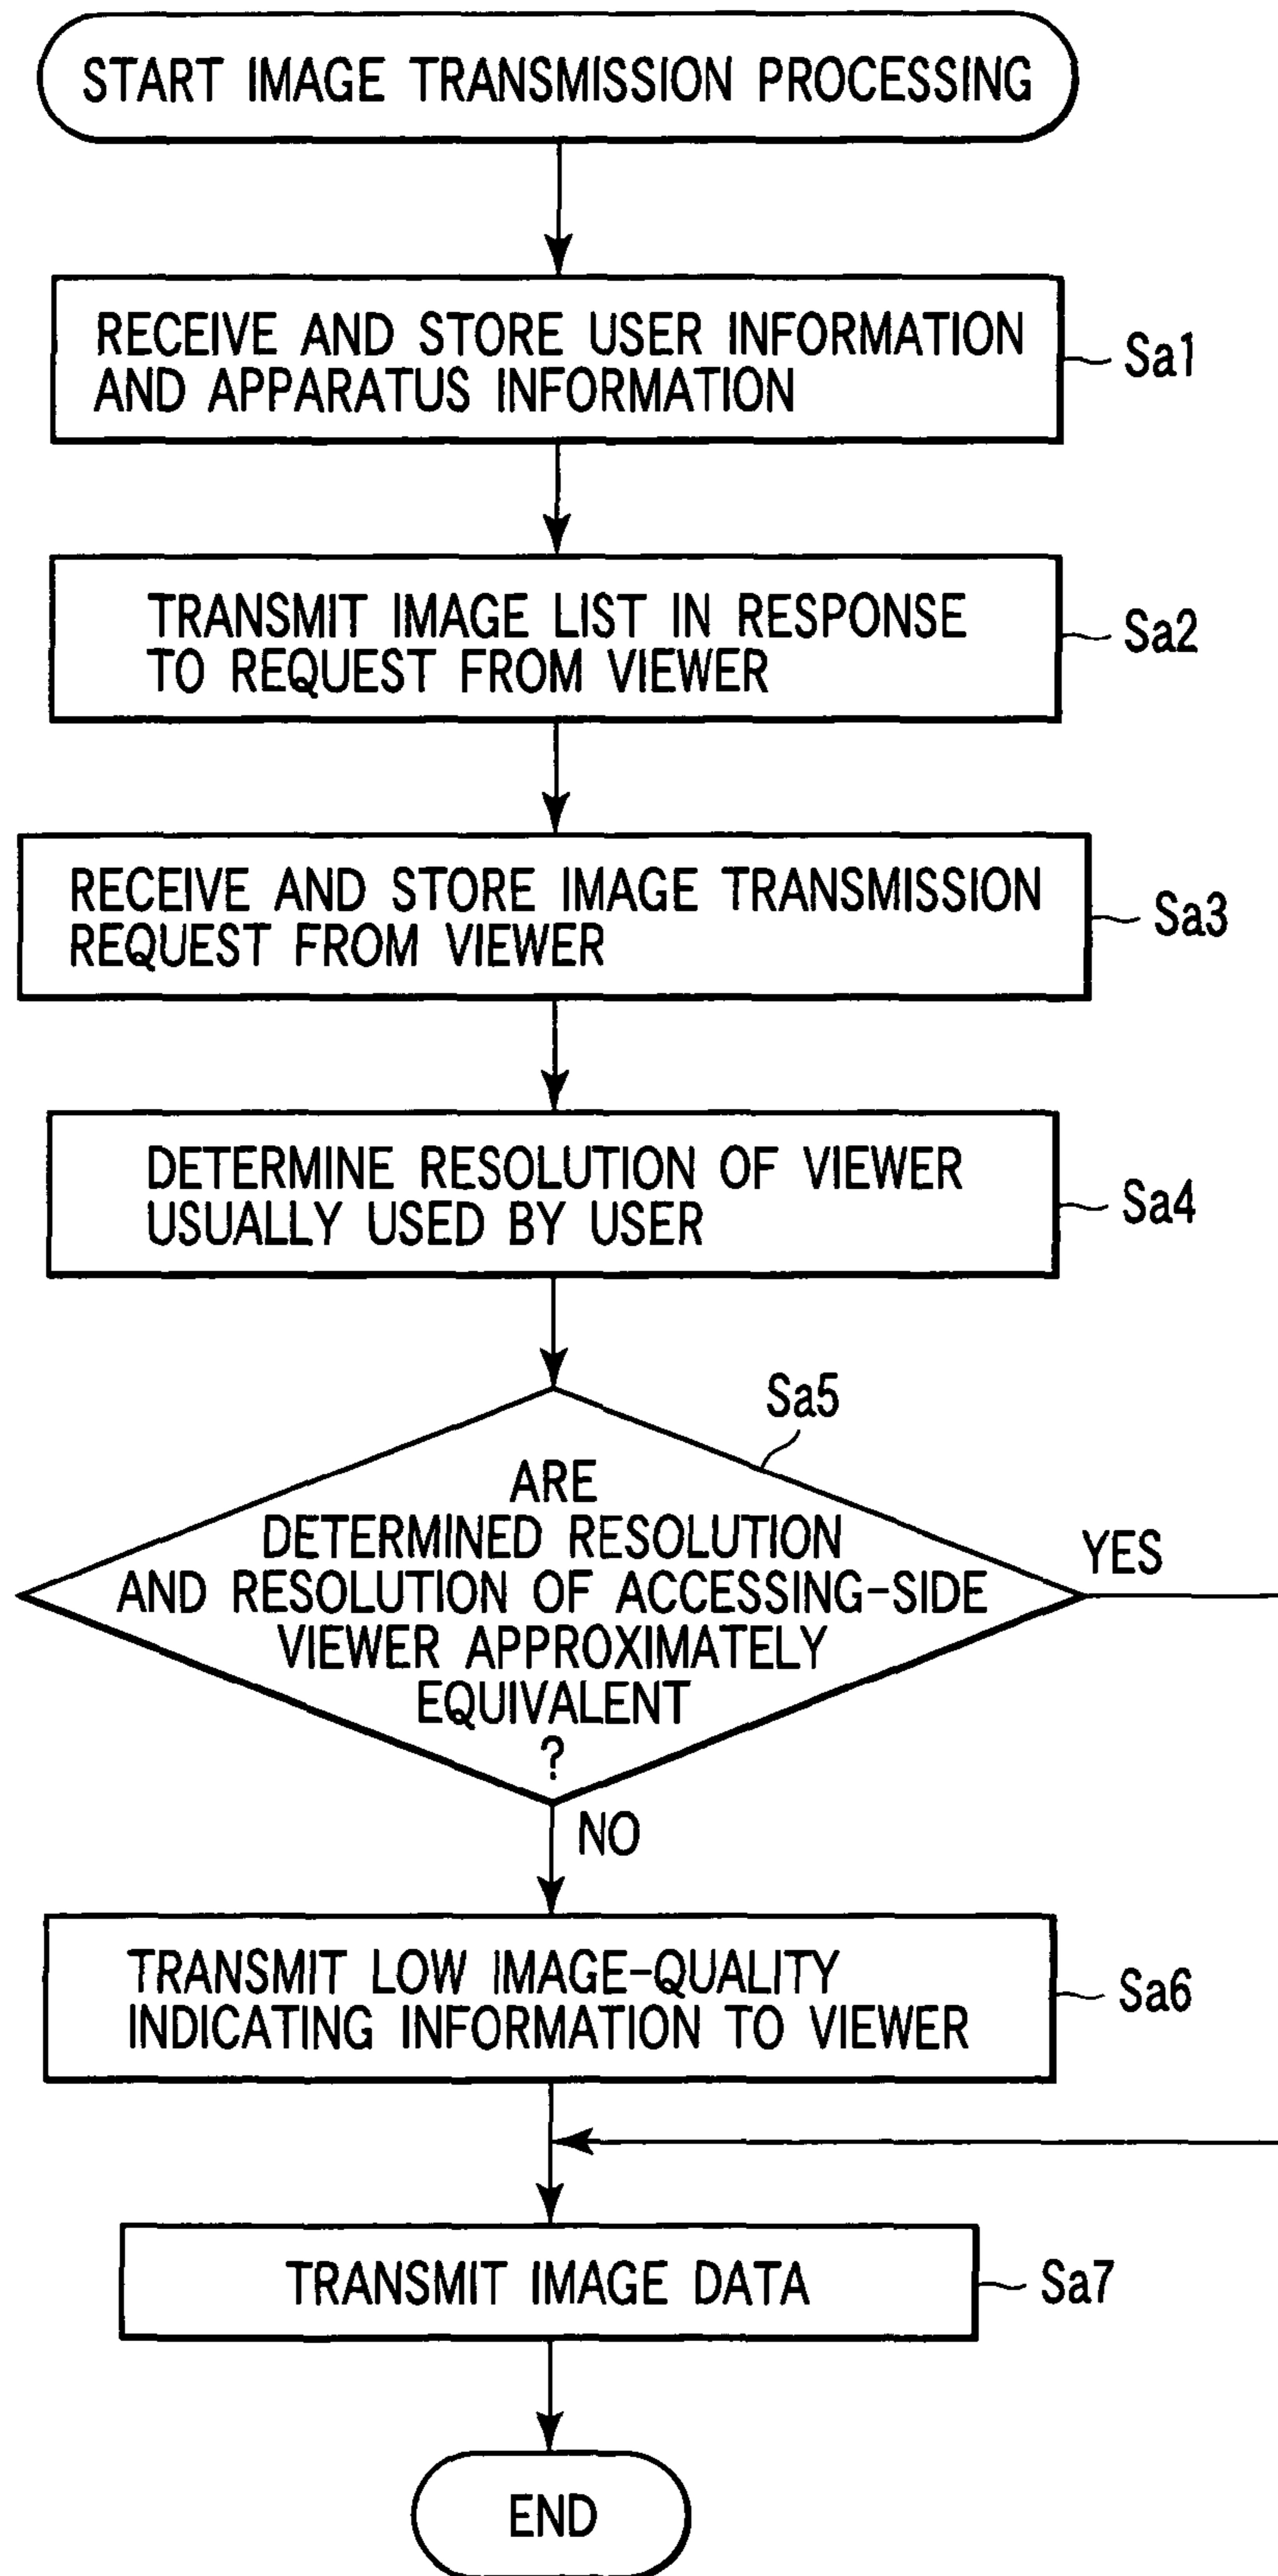 START IMAGE TRANSMISSION PROCESSING
RECEIVE AND STORE USER INFORMATION
AND APPARATUS INFORMATION
Sa1
TRANSMIT IMAGE LIST IN RESPONSE
TO REQUEST FROM VIEWER
Sa2
RECEIVE AND STORE IMAGE TRANSMISSION
REQUEST FROM VIEWER
Sa3
DETERMINE RESOLUTION OF VIEWER
USUALLY USED BY USER
Sa4
Sa5
ARE
DETERMINED RESOLUTION
AND RESOLUTION OF ACCESSING-SIDE
VIEWER APPROXIMATELY
EQUIVALENT
?
YES
NO
TRANSMIT LOW IMAGE-QUALITY
INDICATING INFORMATION TO VIEWER
Sa6
TRANSMIT IMAGE DATA
Sa7
END